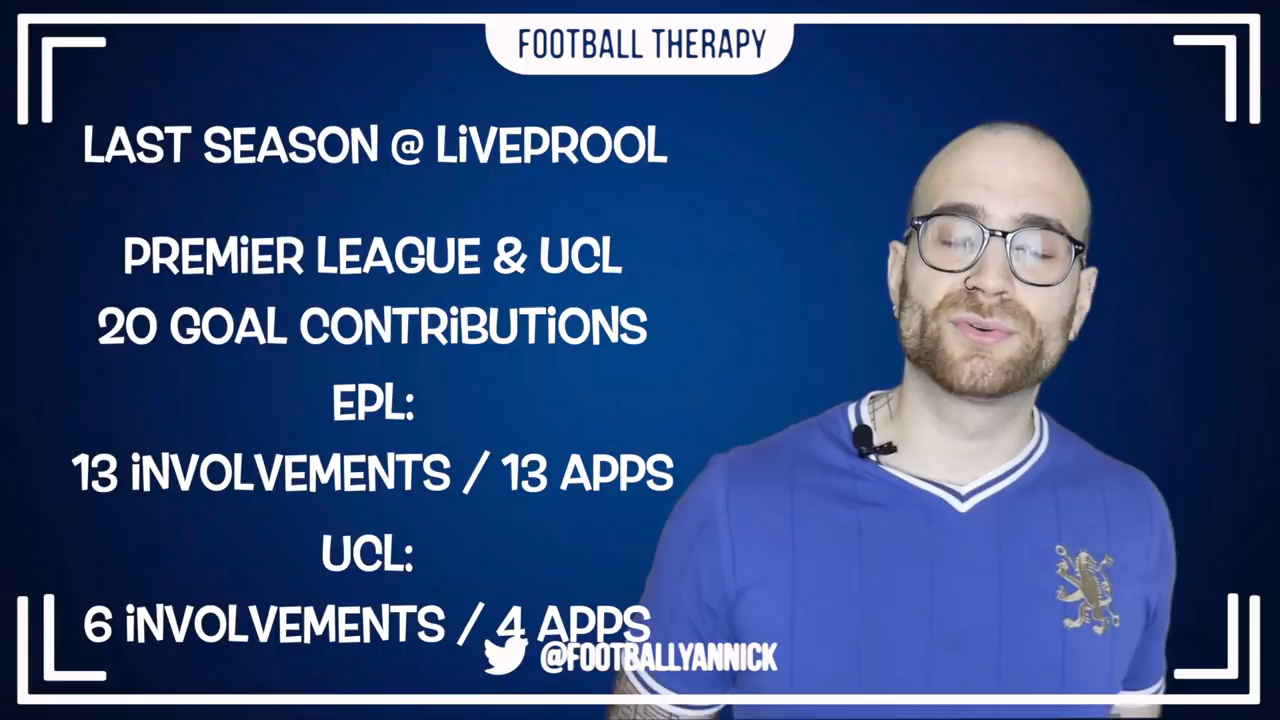 FOOTBALL THERAPY
LAST SEASON @ LiVEPROOL
PREMiER LEAGUE & UCL
20 GOAL CONTRiBUTiONS
EPL:
13 iNVOLVEMENTS / 13 APPS
UCL:
6 iNVOLVEMENTS / 4 APPS
@FOOTBALLYANNICK